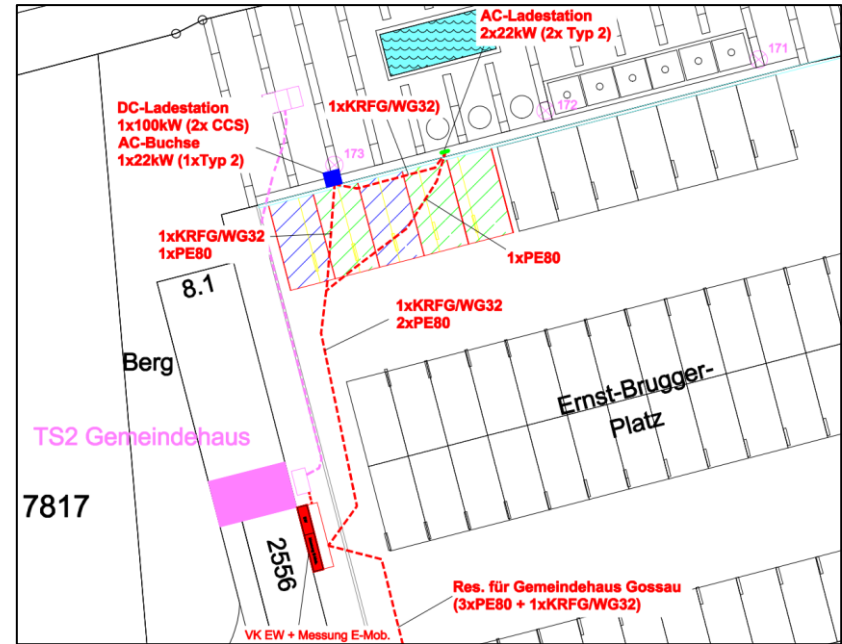 AC-Ladestation
2x22kW (2x Typ 2)
171
DC-Ladestation
1x100kW (2x CCS)
AC-Buchse
1x22kW (1xTyp 2)
1xKRFG/WG32)
172
173
1xKRFG/WG32
1xPE80
1xPE80
8.1
1xKRFG/WG32
2xPE80
Berg
Ernst-Brugger-
Platz
TS2 Gemeindehaus
7817
2556
Res. für Gemeindehaus Gossau
(3xPE80 + 1xKRFG/WG32)
VK EW + Messung E-Mob.